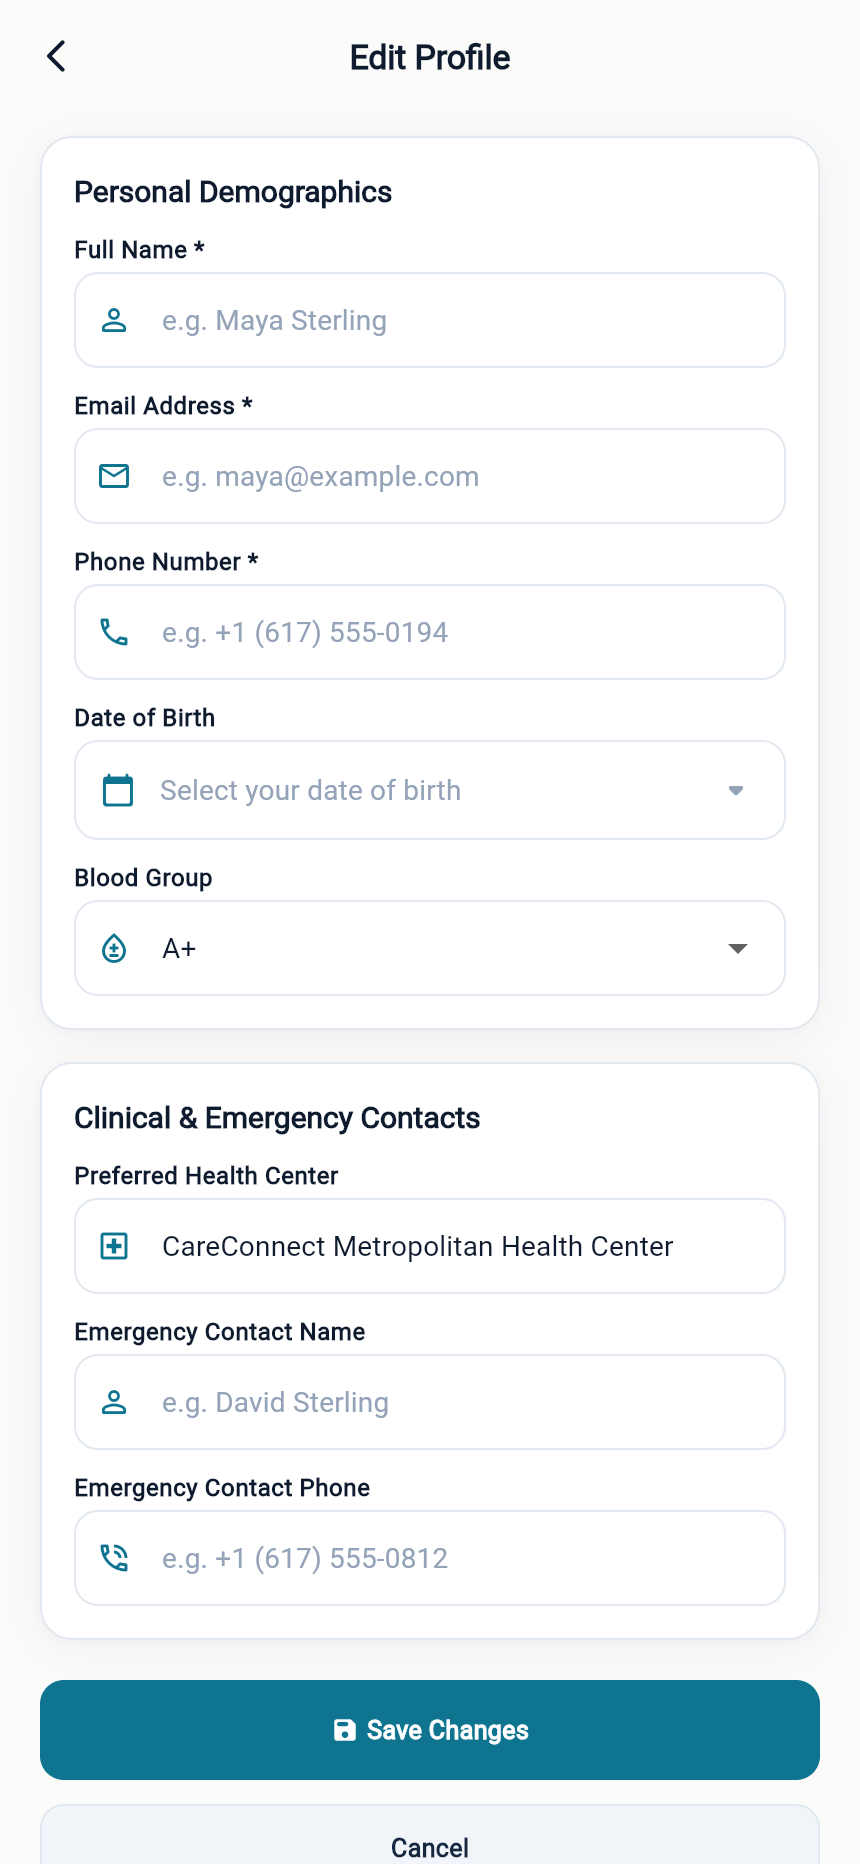 Edit Profile
Personal Demographics
Full Name *
e.g. Maya Sterling
Email Address *
e.g. maya@example.com
Phone Number *
e.g. +1 (617) 555-0194
Date of Birth
Select your date of birth
Blood Group
A+
Clinical & Emergency Contacts
Preferred Health Center
CareConnect Metropolitan Health Center
Emergency Contact Name
e.g. David Sterling
Emergency Contact Phone
e.g. +1 (617) 555-0812
Save Changes
Cancel